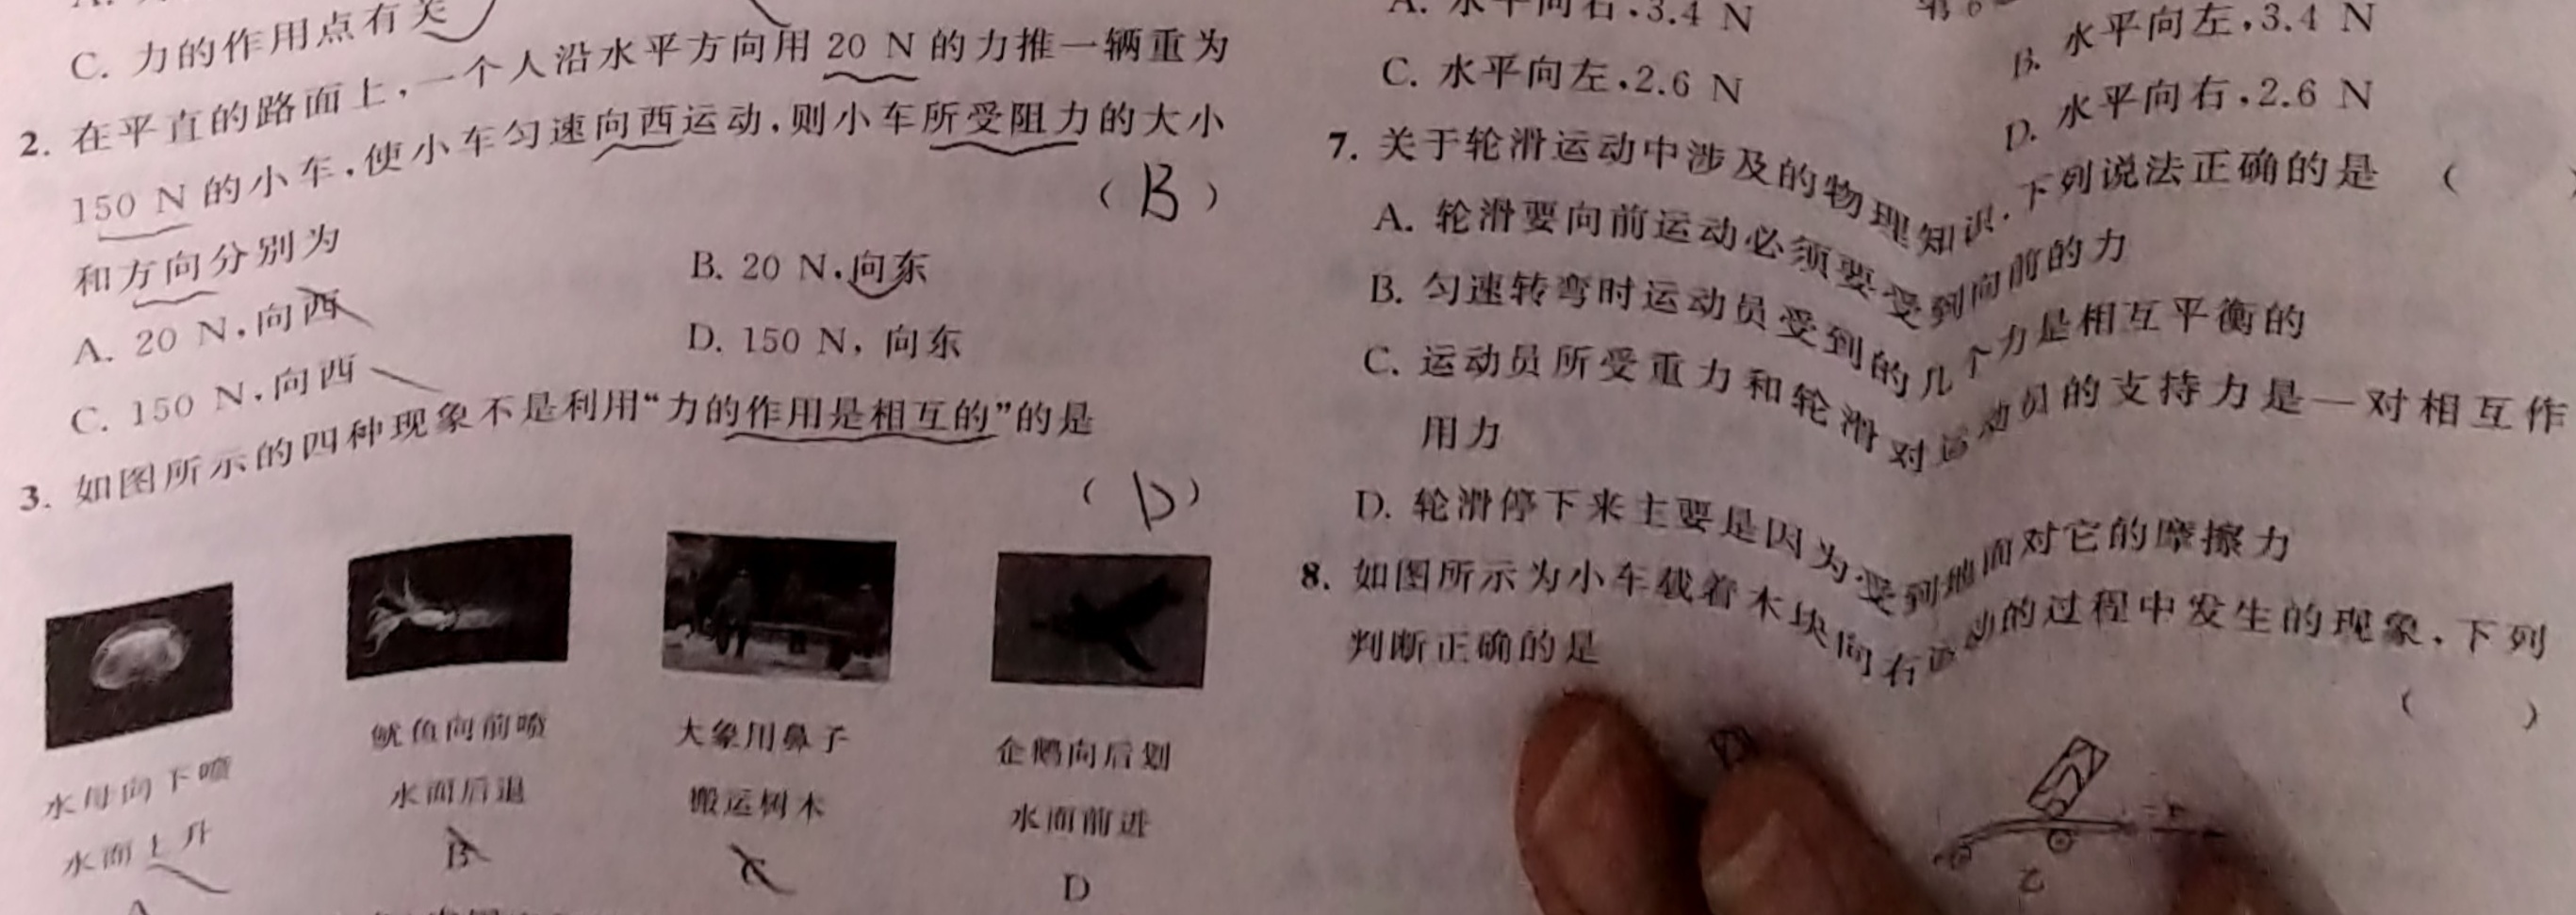 C. 力的作用点有关
2. 在平直的路面上,一个人沿水平方向用 20 N 的力推一辆重为
150 N 的小车,使小车匀速向西运动,则小车所受阻力的大小
和方向分别为
( B )
A. 20 N,向西
B. 20 N,向东
C. 150 N,向西
D. 150 N, 向东
3. 如图所示的四种现象不是利用“力的作用是相互的”的是
( D )
水母向下喷
水而上升
A
鱿鱼向前喷
水而后退
B
大象用鼻子
搬运树木
企鹅向后划
水而前进
D
A. 水平向右,3.4 N
B. 水平向左,3.4 N
C. 水平向左,2.6 N
D. 水平向右,2.6 N
7. 关于轮滑运动中涉及的物理知识,下列说法正确的是 ( )
A. 轮滑要向前运动必须要受到向前的力
B. 匀速转弯时运动员受到的几个力是相互平衡的
C. 运动员所受重力和轮滑对运动员的支持力是一对相互作
用力
D. 轮滑停下来主要是因为受到地面对它的摩擦力
8. 如图所示为小车载着木块向右运动的过程中发生的现象,下列
判断正确的是
( )
乙